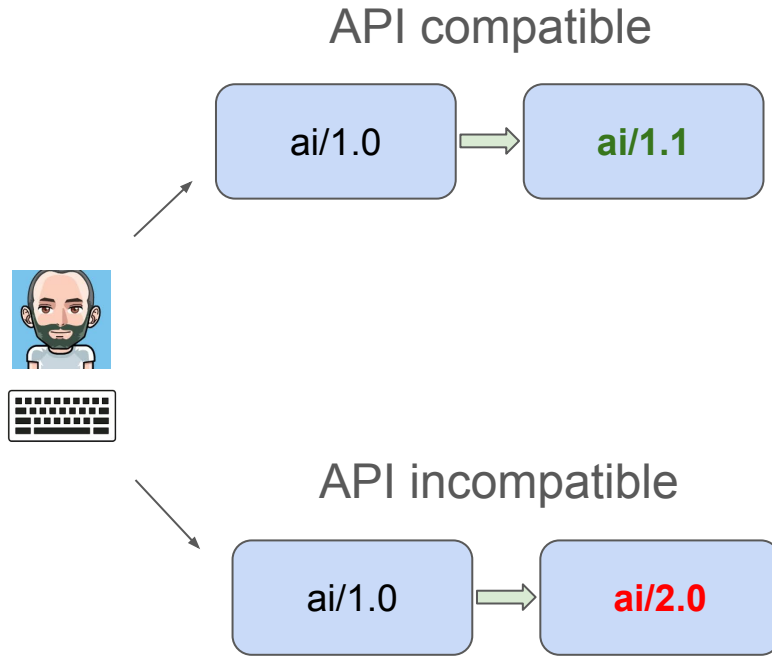 API compatible
ai/1.0
ai/1.1
API incompatible
ai/1.0
ai/2.0